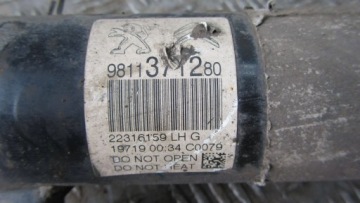 9811371280
22316159 LH G
19719 00:34 C0079
DO NOT OPEN
DO NOT HEAT